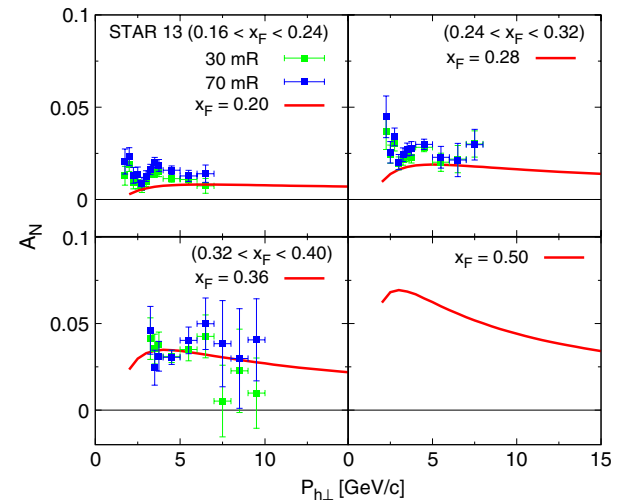 STAR 13 (0.16 < x_F < 0.24)
30 mR
70 mR
x_F = 0.20
(0.24 < x_F < 0.32)
x_F = 0.28
0.1
0.05
0
(0.32 < x_F < 0.40)
x_F = 0.36
x_F = 0.50
0.1
0.05
0
A_N
0 5 10 0 5 10 15
P_h⊥ [GeV/c]